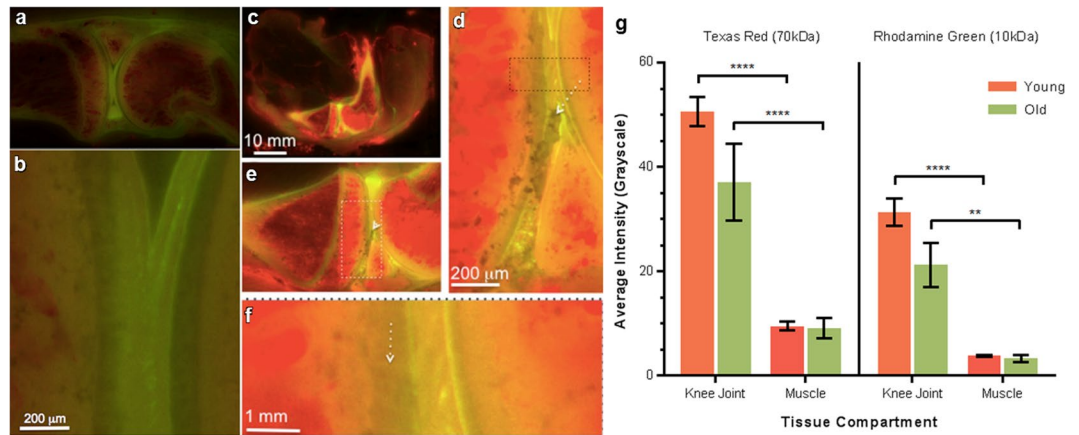 a
b
200 μm
c
10 mm
d
200 μm
e
f
1 mm
g
Texas Red (70kDa)
Rhodamine Green (10kDa)
Average Intensity (Grayscale)
60
40
20
0
****
****
****
**
Young
Old
Knee Joint
Muscle
Knee Joint
Muscle
Tissue Compartment